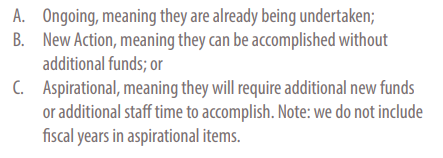 A. Ongoing, meaning they are already being undertaken;
B. New Action, meaning they can be accomplished without
additional funds; or
C. Aspirational, meaning they will require additional new funds
or additional staff time to accomplish. Note: we do not include
fiscal years in aspirational items.